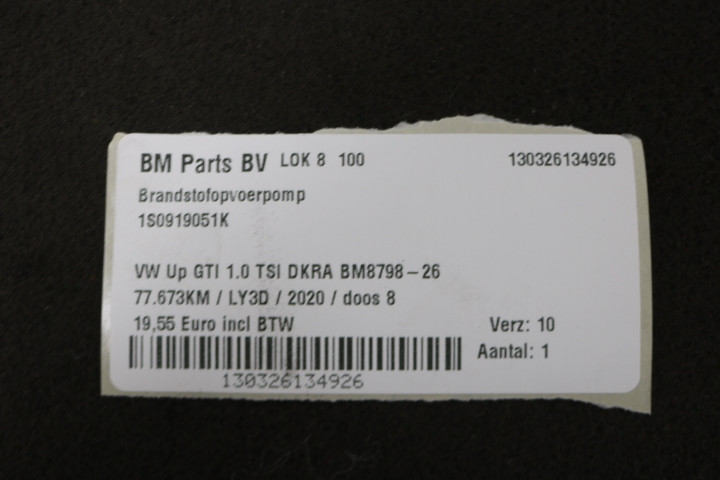 BM Parts BV LOK 8 100 130326134926
Brandstofopvoerpomp
1S0919051K
VW Up GTI 1.0 TSI DKRA BM8798-26
77.673KM / LY3D / 2020 / doos 8
19,55 Euro incl BTW Verz: 10
Aantal: 1
130326134926